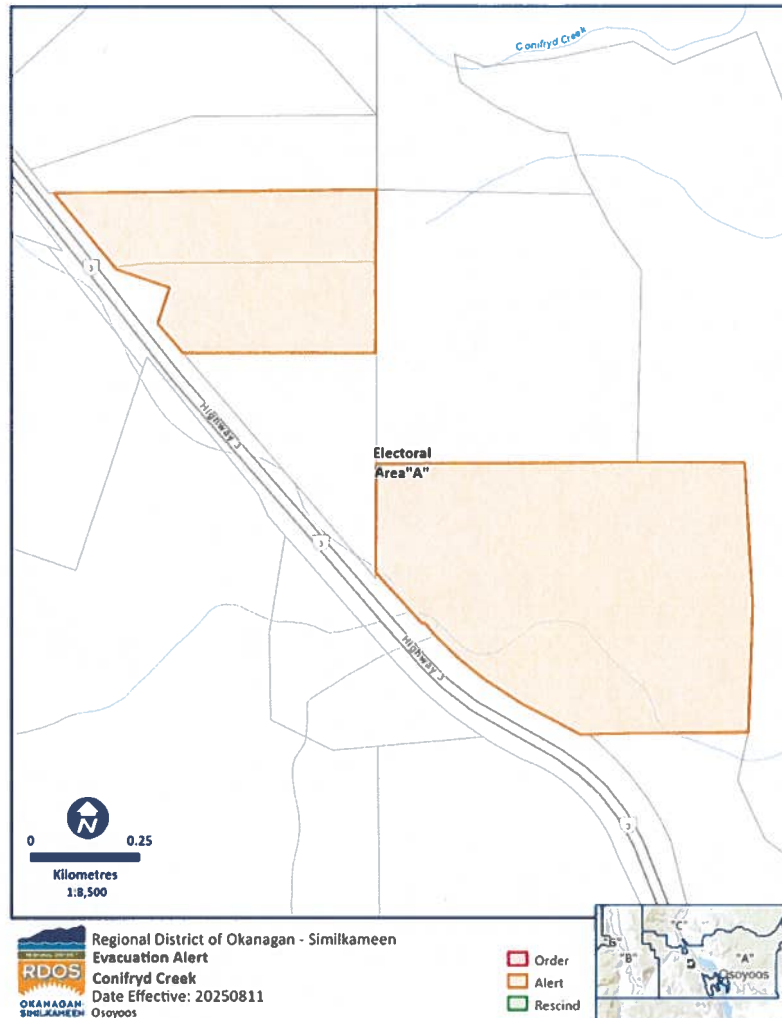 Conifryd Creek
3
Highway 3
Electoral
Area"A"
3
Highway 3
3
N
0 0.25
Kilometres
1:8,500
REGIONAL DISTRICT
RDOS
OKANAGAN-
SIMILKAMEEN
Regional District of Okanagan - Similkameen
Evacuation Alert
Conifryd Creek
Date Effective: 20250811
Osoyoos
Order
Alert
Rescind
"C"
"G"
"B"
"A"
Osoyoos